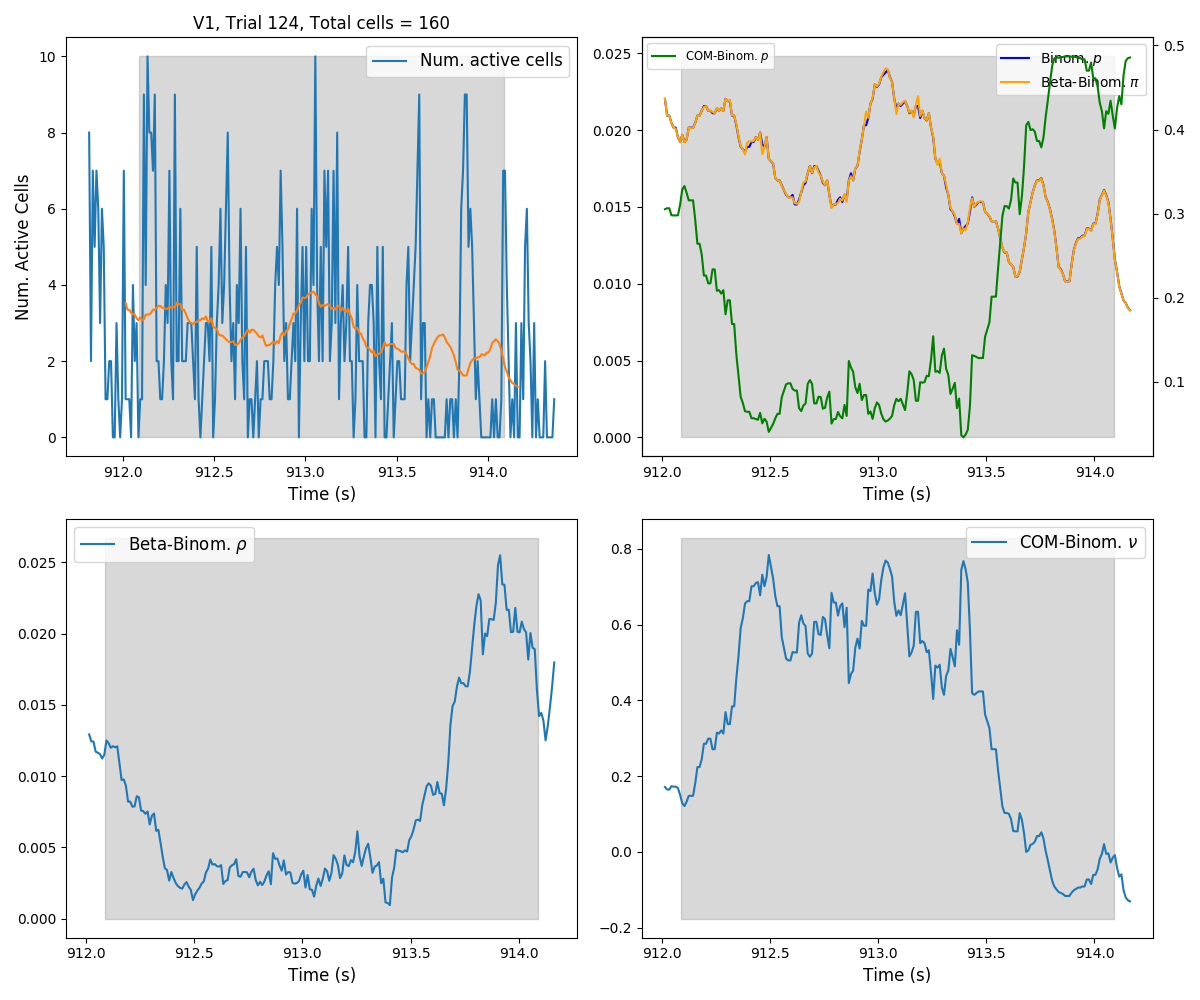 V1, Trial 124, Total cells = 160
Num. Active Cells
10
8
6
4
2
0
Num. active cells
912.0 912.5 913.0 913.5 914.0
Time (s)
0.025
0.020
0.015
0.010
0.005
0.000
COM-Binom. p
Binom. p
Beta-Binom. π
0.5
0.4
0.3
0.2
0.1
912.0 912.5 913.0 913.5 914.0
Time (s)
0.025
0.020
0.015
0.010
0.005
0.000
Beta-Binom. ρ
912.0 912.5 913.0 913.5 914.0
Time (s)
0.8
0.6
0.4
0.2
0.0
−0.2
COM-Binom. ν
912.0 912.5 913.0 913.5 914.0
Time (s)